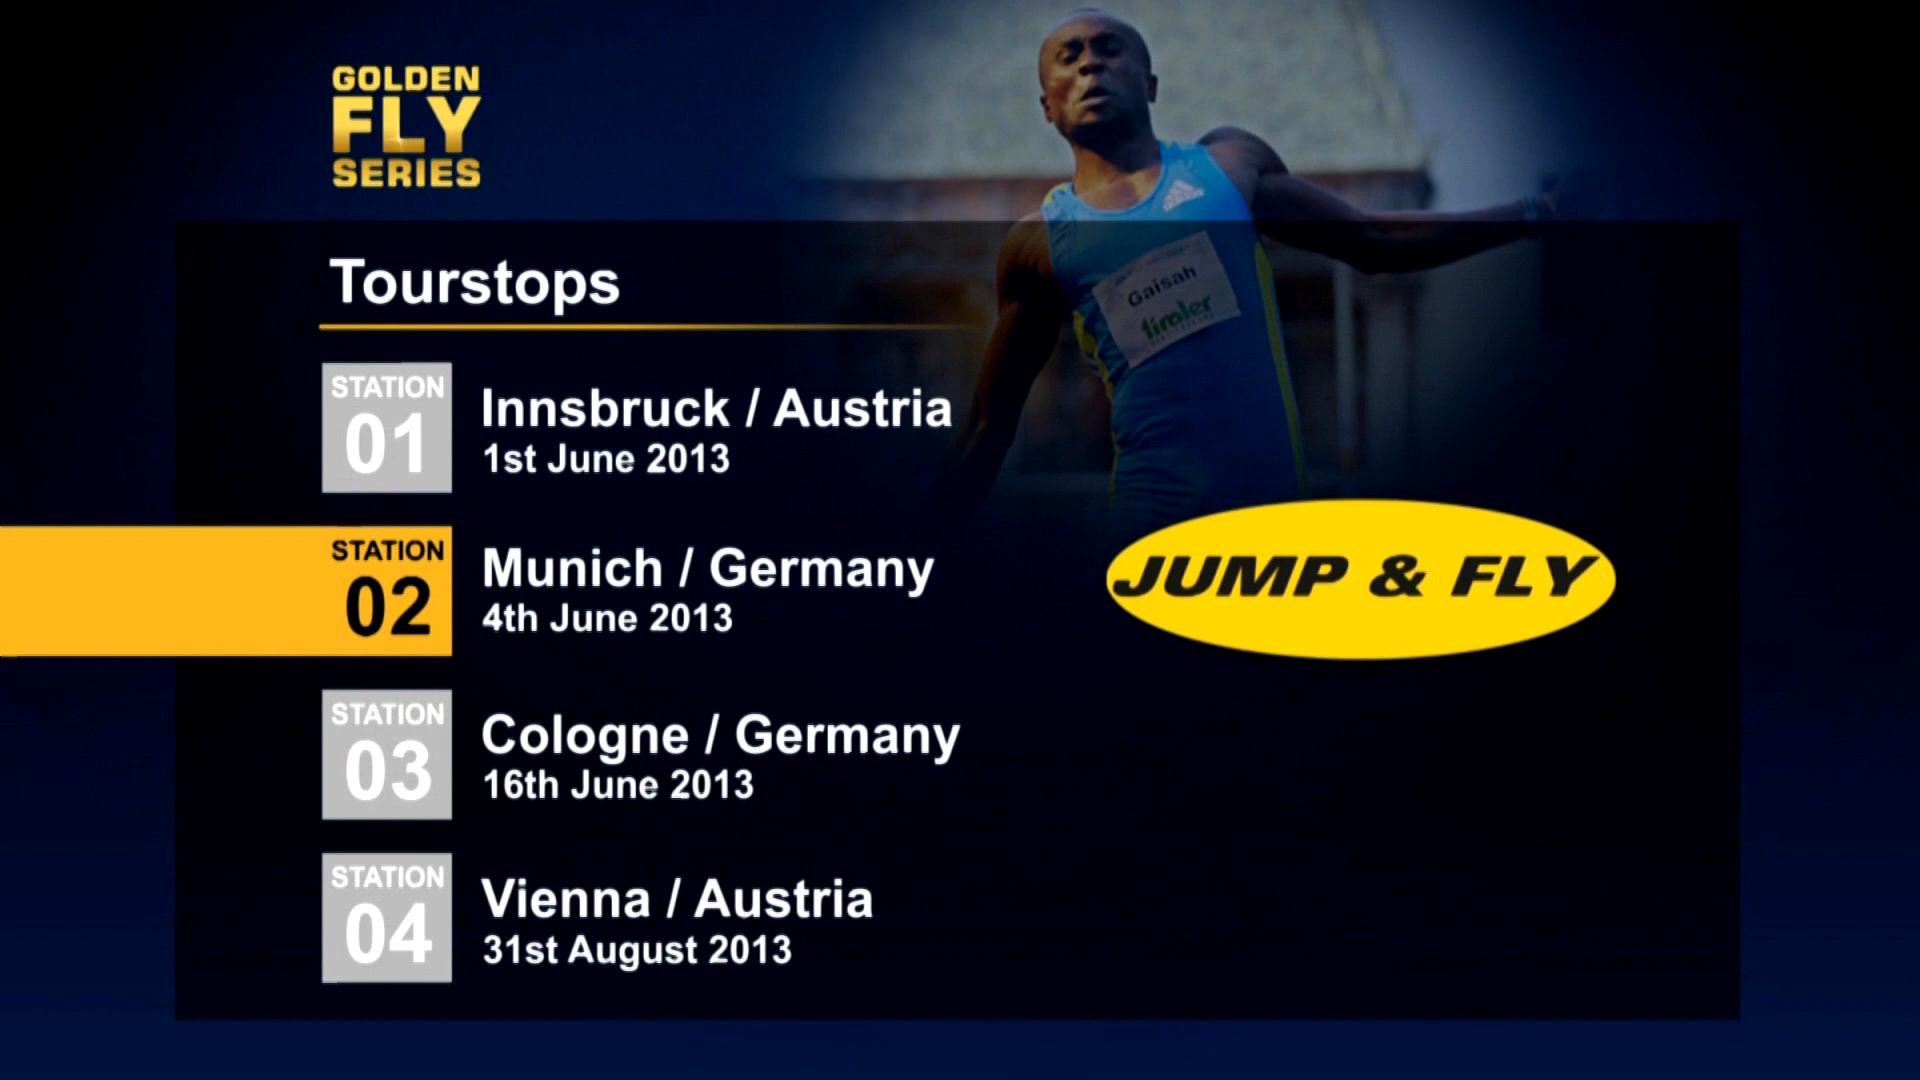 GOLDEN
FLY
SERIES
adidas
Gaisah
tiroler
Tourstops
STATION
01
Innsbruck / Austria
1st June 2013
STATION
02
Munich / Germany
4th June 2013
JUMP & FLY
STATION
03
Cologne / Germany
16th June 2013
STATION
04
Vienna / Austria
31st August 2013